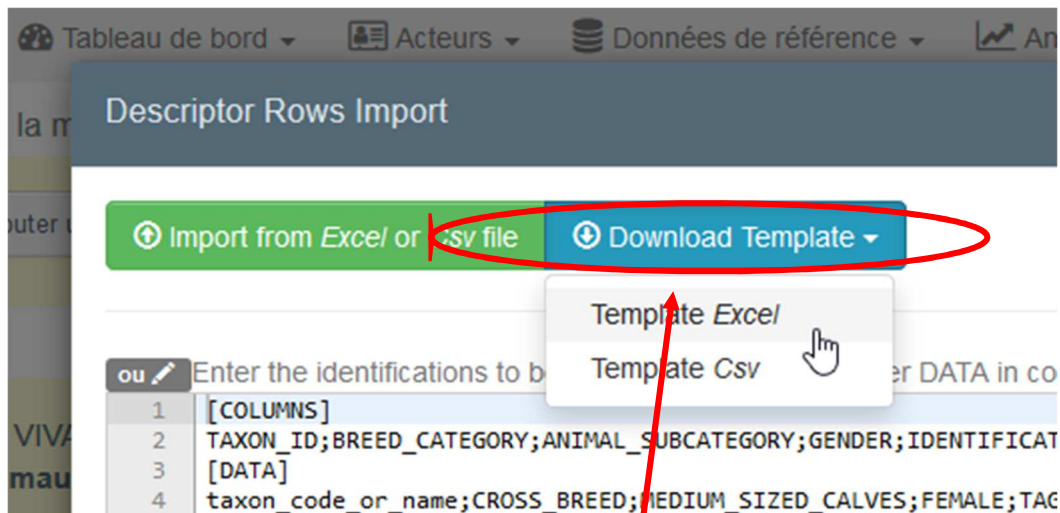 Tableau de bord Acteurs Données de référence An
la m
Descriptor Rows Import
outer u
Import from Excel or Csv file Download Template
Template Excel
Template Csv
ou Enter the identifications to b er DATA in co
1 [COLUMNS]
2 TAXON_ID;BREED_CATEGORY;ANIMAL_SUBCATEGORY;GENDER;IDENTIFICAT
3 [DATA]
4 taxon_code_or_name;CROSS_BREED;MEDIUM_SIZED_CALVES;FEMALE;TAG
VIVA
mau